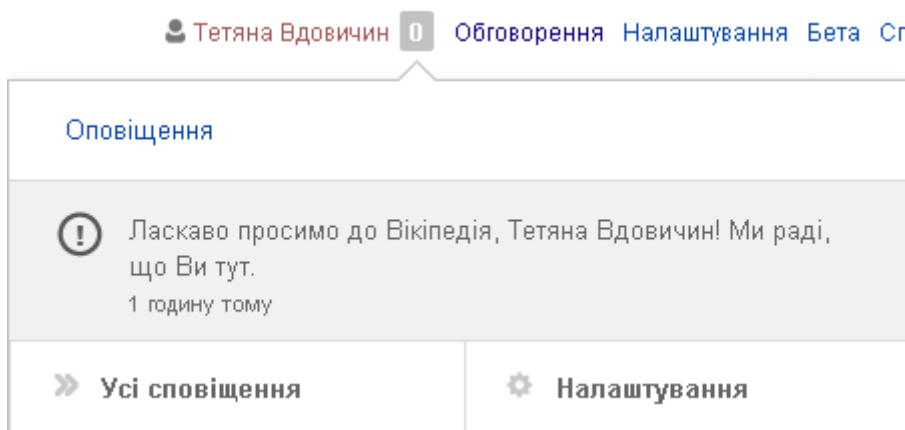 Тетяна Вдовичин 0 Обговорення Налаштування Бета
Оповіщення
Ласкаво просимо до Вікіпедія, Тетяна Вдовичин! Ми раді,
що Ви тут.
1 годину тому
Усі сповіщення Налаштування